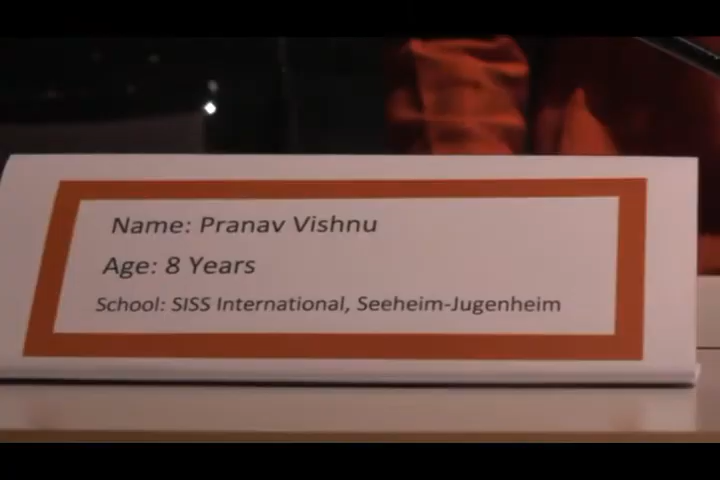 Name: Pranav Vishnu
Age: 8 Years
School: SISS International, Seeheim-Jugenheim